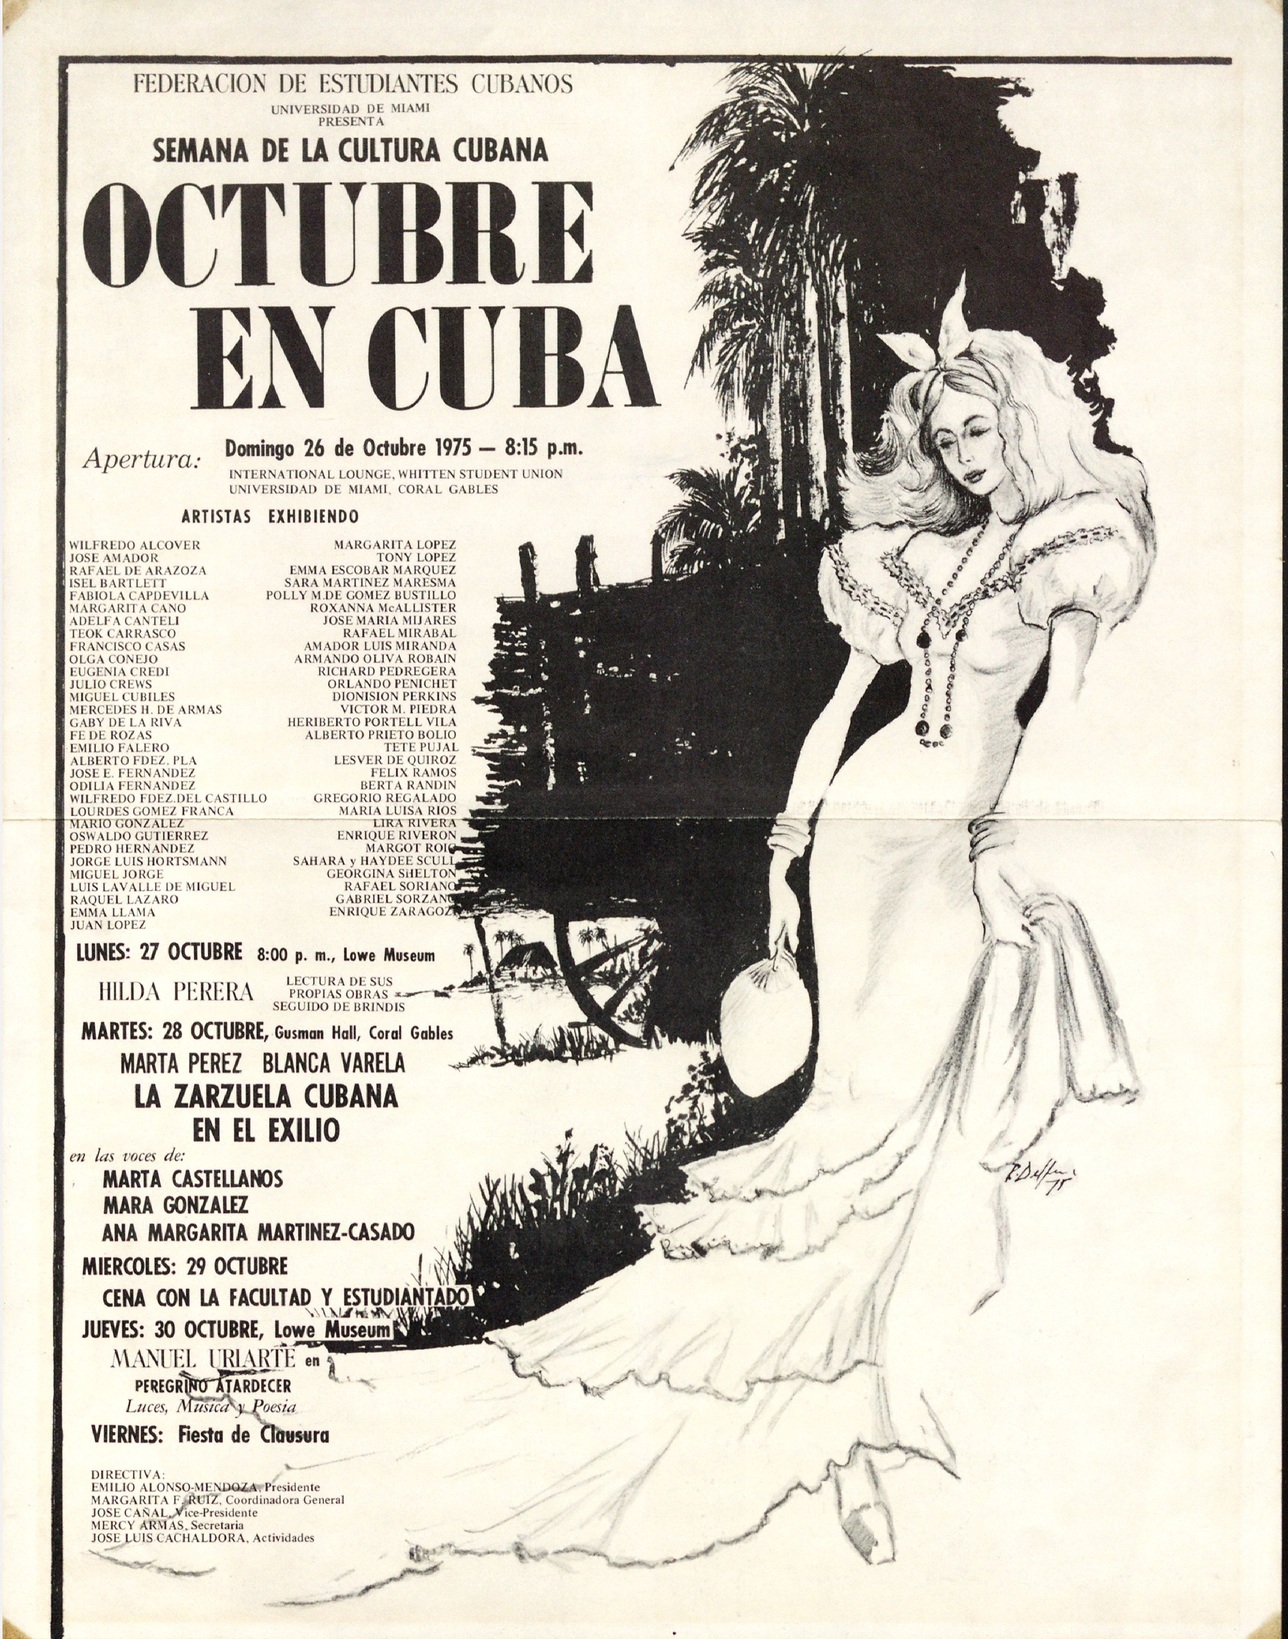 FEDERACION DE ESTUDIANTES CUBANOS
UNIVERSIDAD DE MIAMI
PRESENTA
SEMANA DE LA CULTURA CUBANA
OCTUBRE
EN CUBA
Apertura:
Domingo 26 de Octubre 1975 — 8:15 p.m.
INTERNATIONAL LOUNGE, WHITTEN STUDENT UNION
UNIVERSIDAD DE MIAMI, CORAL GABLES
ARTISTAS EXHIBIENDO
WILFREDO ALCOVER
JOSE AMADOR
RAFAEL DE ARAZOZA
ISEL BARTLETT
FABIOLA CAPDEVILLA
MARGARITA CANO
ADELFA CANTELI
TEOK CARRASCO
FRANCISCO CASAS
OLGA CONEJO
EUGENIA CREDI
JULIO CREWS
MIGUEL CUBILES
MERCEDES H. DE ARMAS
GABY DE LA RIVA
FE DE ROZAS
EMILIO FALERO
ALBERTO FDEZ. PLA
JOSE E. FERNANDEZ
ODILIA FERNANDEZ
WILFREDO FDEZ.DEL CASTILLO
LOURDES GOMEZ FRANCA
MARIO GONZALEZ
OSWALDO GUTIERREZ
PEDRO HERNANDEZ
JORGE LUIS HORTSMANN
MIGUEL JORGE
LUIS LAVALLE DE MIGUEL
RAQUEL LAZARO
EMMA LLAMA
JUAN LOPEZ
MARGARITA LOPEZ
TONY LOPEZ
EMMA ESCOBAR MARQUEZ
SARA MARTINEZ MARESMA
POLLY M.DE GOMEZ BUSTILLO
ROXANNA McALLISTER
JOSE MARIA MIJARES
RAFAEL MIRABAL
AMADOR LUIS MIRANDA
ARMANDO OLIVA ROBAIN
RICHARD PEDREGERA
ORLANDO PENICHET
DIONISION PERKINS
VICTOR M. PIEDRA
HERIBERTO PORTELL VILA
ALBERTO PRIETO BOLIO
TETE PUJAL
LESVER DE QUIROZ
FELIX RAMOS
BERTA RANDIN
GREGORIO REGALADO
MARIA LUISA RIOS
LIRA RIVERA
ENRIQUE RIVERON
MARGOT ROIG
SAHARA y HAYDEE SCULL
GEORGINA SHELTON
RAFAEL SORIANO
GABRIEL SORZANO
ENRIQUE ZARAGOZA
LUNES: 27 OCTUBRE 8:00 p. m., Lowe Museum
HILDA PERERA
LECTURA DE SUS
PROPIAS OBRAS
SEGUIDO DE BRINDIS
MARTES: 28 OCTUBRE, Gusman Hall, Coral Gables
MARTA PEREZ BLANCA VARELA
LA ZARZUELA CUBANA
EN EL EXILIO
en las voces de:
MARTA CASTELLANOS
MARA GONZALEZ
ANA MARGARITA MARTINEZ-CASADO
MIERCOLES: 29 OCTUBRE
CENA CON LA FACULTAD Y ESTUDIANTADO
JUEVES: 30 OCTUBRE, Lowe Museum
MANUEL URIARTE en
PEREGRINO ATARDECER
Luces, Musica y Poesia
VIERNES: Fiesta de Clausura
DIRECTIVA:
EMILIO ALONSO-MENDOZA, Presidente
MARGARITA F. RUIZ, Coordinadora General
JOSE CAÑAL, Vice-Presidente
MERCY ARMAS, Secretaria
JOSE LUIS CACHALDORA, Actividades
75